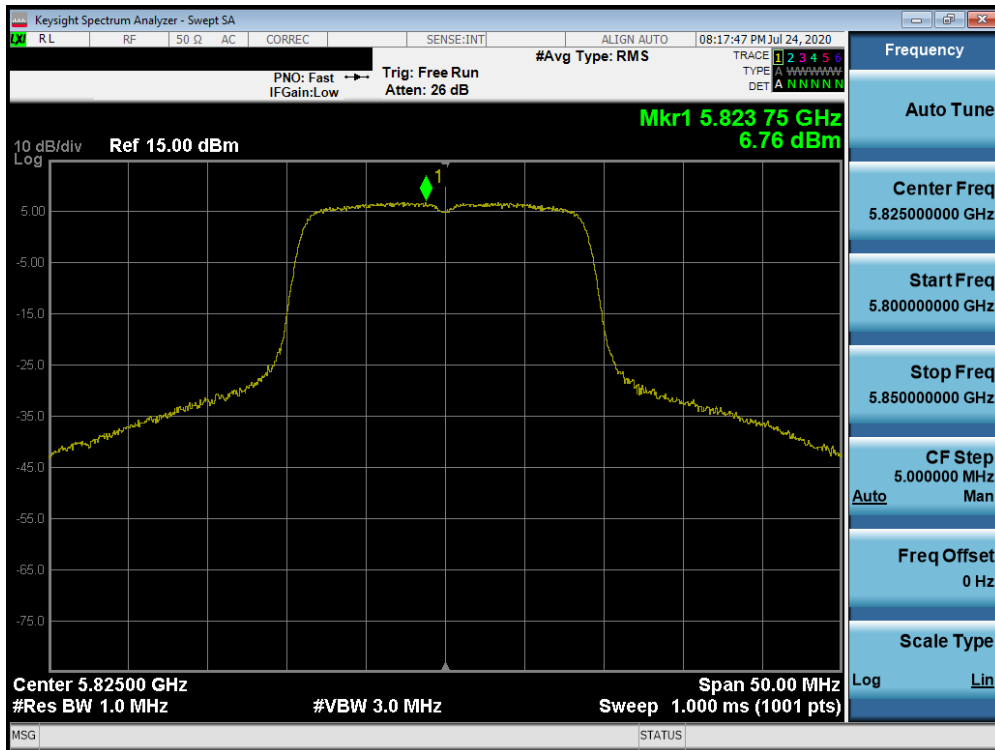 Keysight Spectrum Analyzer - Swept SA
LXI RL RF 50 Ω AC CORREC SENSE:INT ALIGN AUTO 08:17:47 PM Jul 24, 2020
#Avg Type: RMS
TRACE 1 2 3 4 5 6
TYPE A WWWWWW
DET A N N N N N
PNO: Fast
IFGain:Low
Trig: Free Run
Atten: 26 dB
Mkr1 5.823 75 GHz
6.76 dBm
10 dB/div Ref 15.00 dBm
Log
1
5.00
-5.00
-15.0
-25.0
-35.0
-45.0
-55.0
-65.0
-75.0
Center 5.82500 GHz Span 50.00 MHz
#Res BW 1.0 MHz #VBW 3.0 MHz Sweep 1.000 ms (1001 pts)
MSG STATUS
Frequency
Auto Tune
Center Freq
5.825000000 GHz
Start Freq
5.800000000 GHz
Stop Freq
5.850000000 GHz
CF Step
5.000000 MHz
Auto Man
Freq Offset
0 Hz
Scale Type
Log Lin